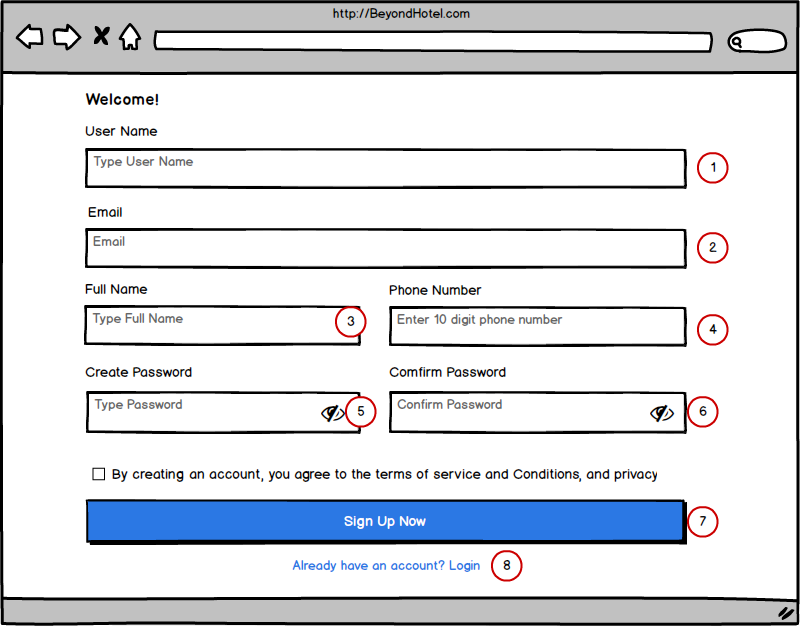 http://BeyondHotel.com
Welcome!
User Name
Type User Name
1
Email
Email
2
Full Name
Phone Number
Type Full Name
3
Enter 10 digit phone number
4
Create Password
Comfirm Password
Type Password
5
Confirm Password
6
By creating an account, you agree to the terms of service and Conditions, and privacy
Sign Up Now
7
Already have an account? Login
8